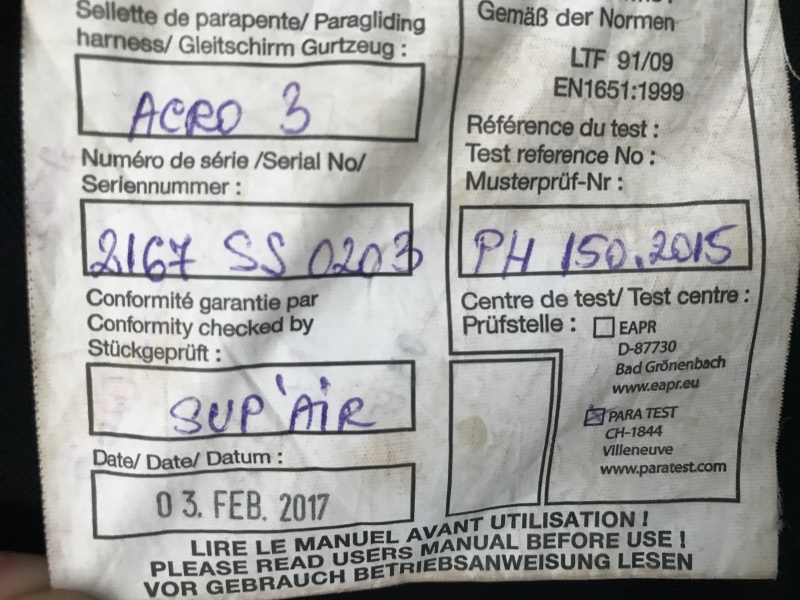 Sellette de parapente/ Paragliding
harness/ Gleitschirm Gurtzeug :
ACRO 3
Numéro de série /Serial No/
Seriennummer :
2167 SS 0203
Conformité garantie par
Conformity checked by
Stückgeprüft :
SUP'AiR
Date/ Date/ Datum :
03. FEB. 2017
Gemäß der Normen
LTF 91/09
EN1651:1999
Référence du test :
Test reference No :
Musterprüf-Nr :
PH 150.2015
Centre de test/ Test centre :
Prüfstelle :
EAPR
D-87730
Bad Grönenbach
www.eapr.eu
PARA TEST
CH-1844
Villeneuve
www.paratest.com
LIRE LE MANUEL AVANT UTILISATION !
PLEASE READ USERS MANUAL BEFORE USE !
VOR GEBRAUCH BETRIEBSANWEISUNG LESEN